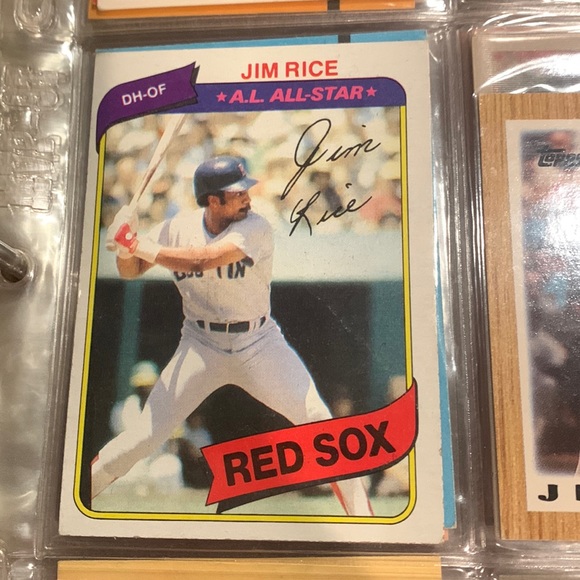 JIM RICE
DH-OF
★A.L. ALL-STAR★
Jim
Rice
RED SOX
Topps
J